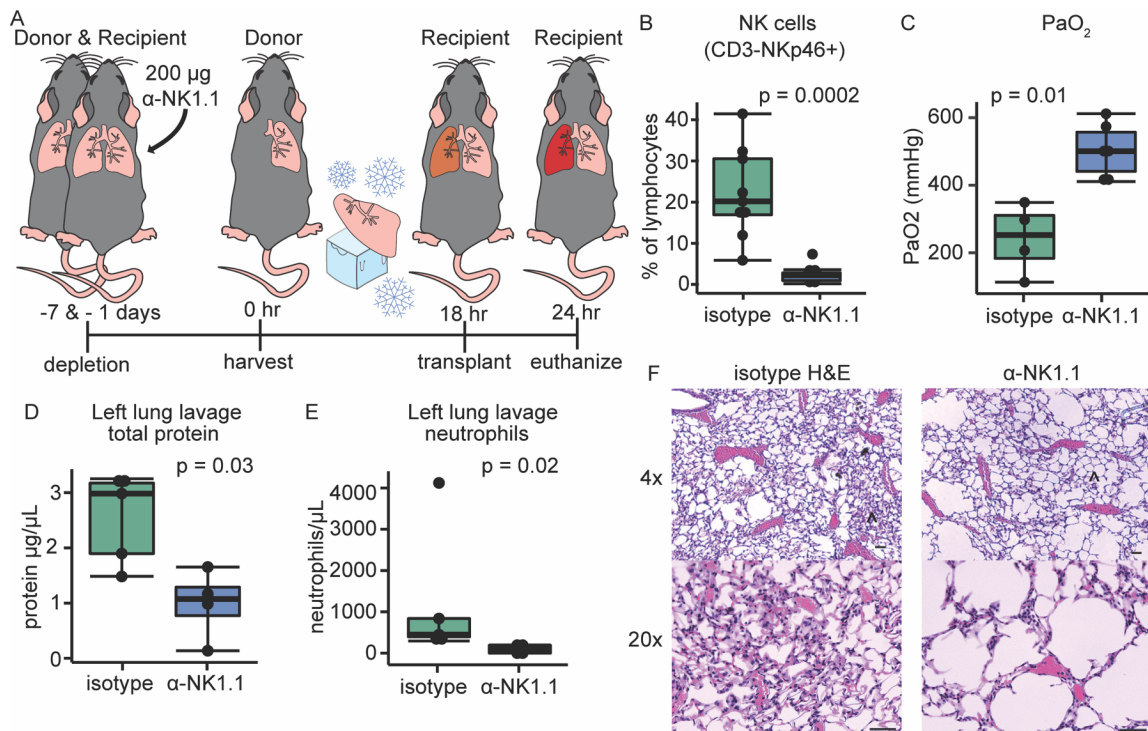 A
Donor & Recipient
200 µg
α-NK1.1
Donor
Recipient
Recipient
-7 & - 1 days
0 hr
18 hr
24 hr
depletion
harvest
transplant
euthanize
B
NK cells
(CD3-NKp46+)
p = 0.0002
% of lymphocytes
40
30
20
10
0
isotype
α-NK1.1
C
PaO₂
p = 0.01
PaO2 (mmHg)
600
400
200
isotype
α-NK1.1
D
Left lung lavage
total protein
p = 0.03
protein µg/µL
3
2
1
0
isotype
α-NK1.1
E
Left lung lavage
neutrophils
p = 0.02
neutrophils/µL
4000
3000
2000
1000
0
isotype
α-NK1.1
F
isotype H&E
α-NK1.1
4x
20x